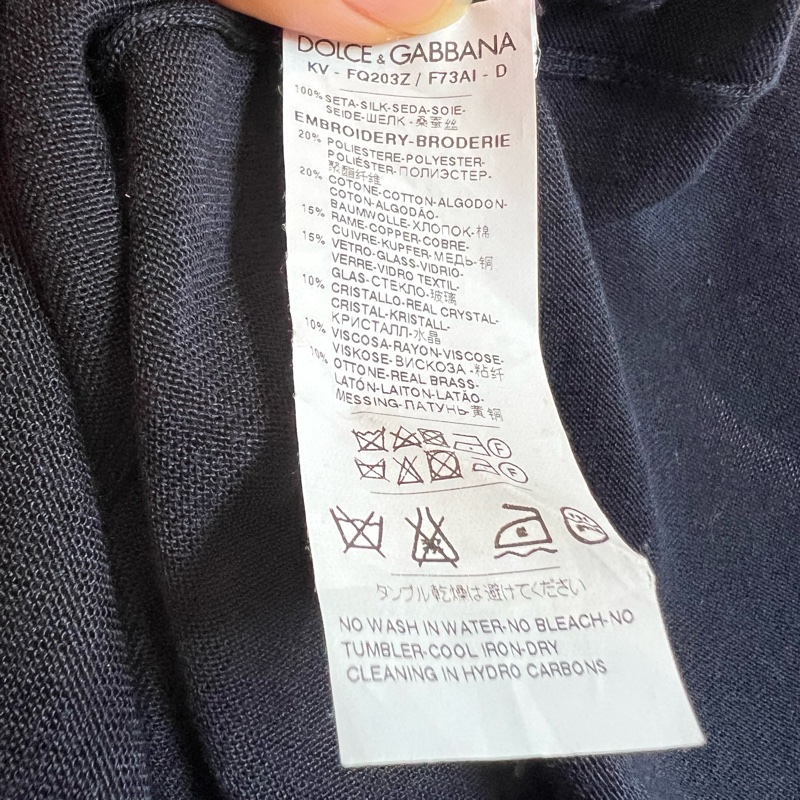 DOLCE & GABBANA
KV - FQ203Z / F73AI - D
100% SETA-SILK-SEDA-SOIE-
SEIDE-ШЕЛК-桑蚕丝
EMBROIDERY-BRODERIE
20% POLIESTERE-POLYESTER-
POLIÉSTER-ПОЛИЭСТЕР-
聚酯纤维
20% COTONE-COTTON-ALGODON-
COTON-ALGODÃO-
BAUMWOLLE-ХЛОПОК-棉
15% RAME-COPPER-COBRE-
CUIVRE-KUPFER-МЕДЬ-铜
15% VETRO-GLASS-VIDRIO-
VERRE-VIDRO TEXTIL-
GLAS-СТЕКЛО-玻璃
10% CRISTALLO-REAL CRYSTAL-
CRISTAL-KRISTALL-
КРИСТАЛЛ-水晶
10% VISCOSA-RAYON-VISCOSE-
VISKOSE-ВИСКОЗА-粘纤
10% OTTONE-REAL BRASS-
LATÓN-LAITON-LATÃO-
MESSING-ЛАТУНЬ-黄铜
F
F
タンブル乾燥は避けてください
NO WASH IN WATER-NO BLEACH-NO
TUMBLER-COOL IRON-DRY
CLEANING IN HYDRO CARBONS